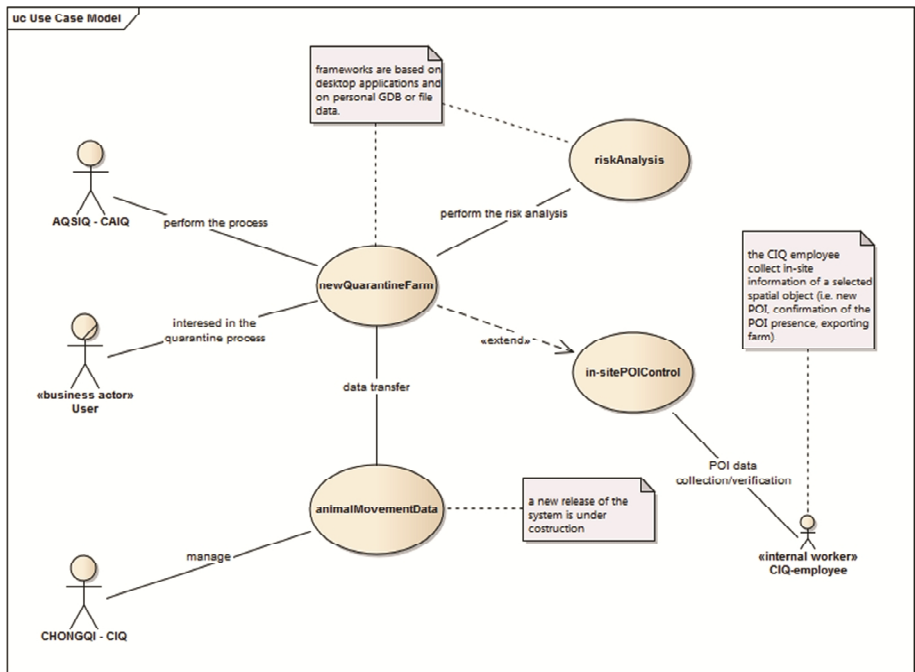 uc Use Case Model
frameworks are based on
desktop applications and
on personal GDB or file
data.
riskAnalysis
AQSIQ - CAIQ
perform the process
perform the risk analysis
the CIQ employee
collect in-site
information of a selected
spatial object (i.e. new
POI, confirmation of the
POI presence, exporting
farm)
newQuarantineFarm
interesed in the
quarantine process
«extend»
in-sitePOIControl
«business actor»
User
data transfer
POI data
collection/verification
animalMovementData
a new release of the
system is under
costruction
manage
«internal worker»
CIQ-employee
CHONGQI - CIQ